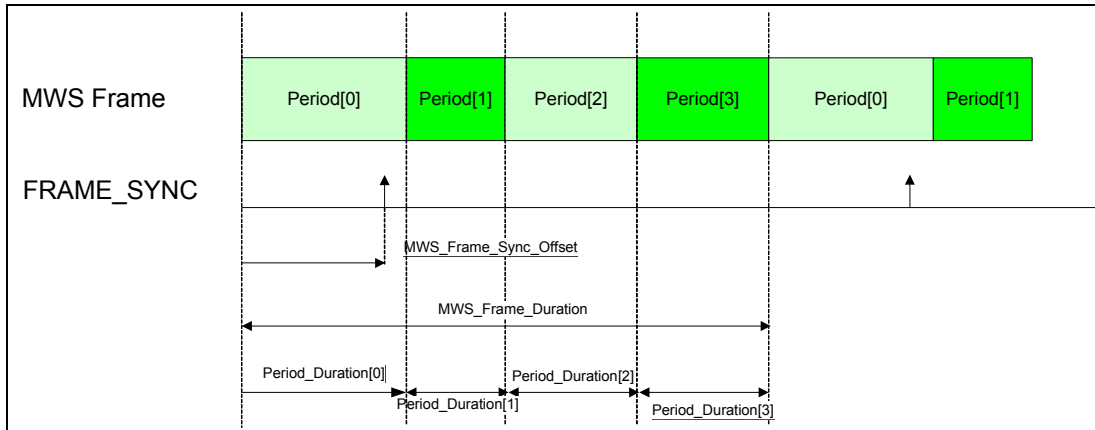 MWS Frame
Period[0]
Period[1]
Period[2]
Period[3]
Period[0]
Period[1]
FRAME_SYNC
MWS_Frame_Sync_Offset
MWS_Frame_Duration
Period_Duration[0]
Period_Duration[1]
Period_Duration[2]
Period_Duration[3]